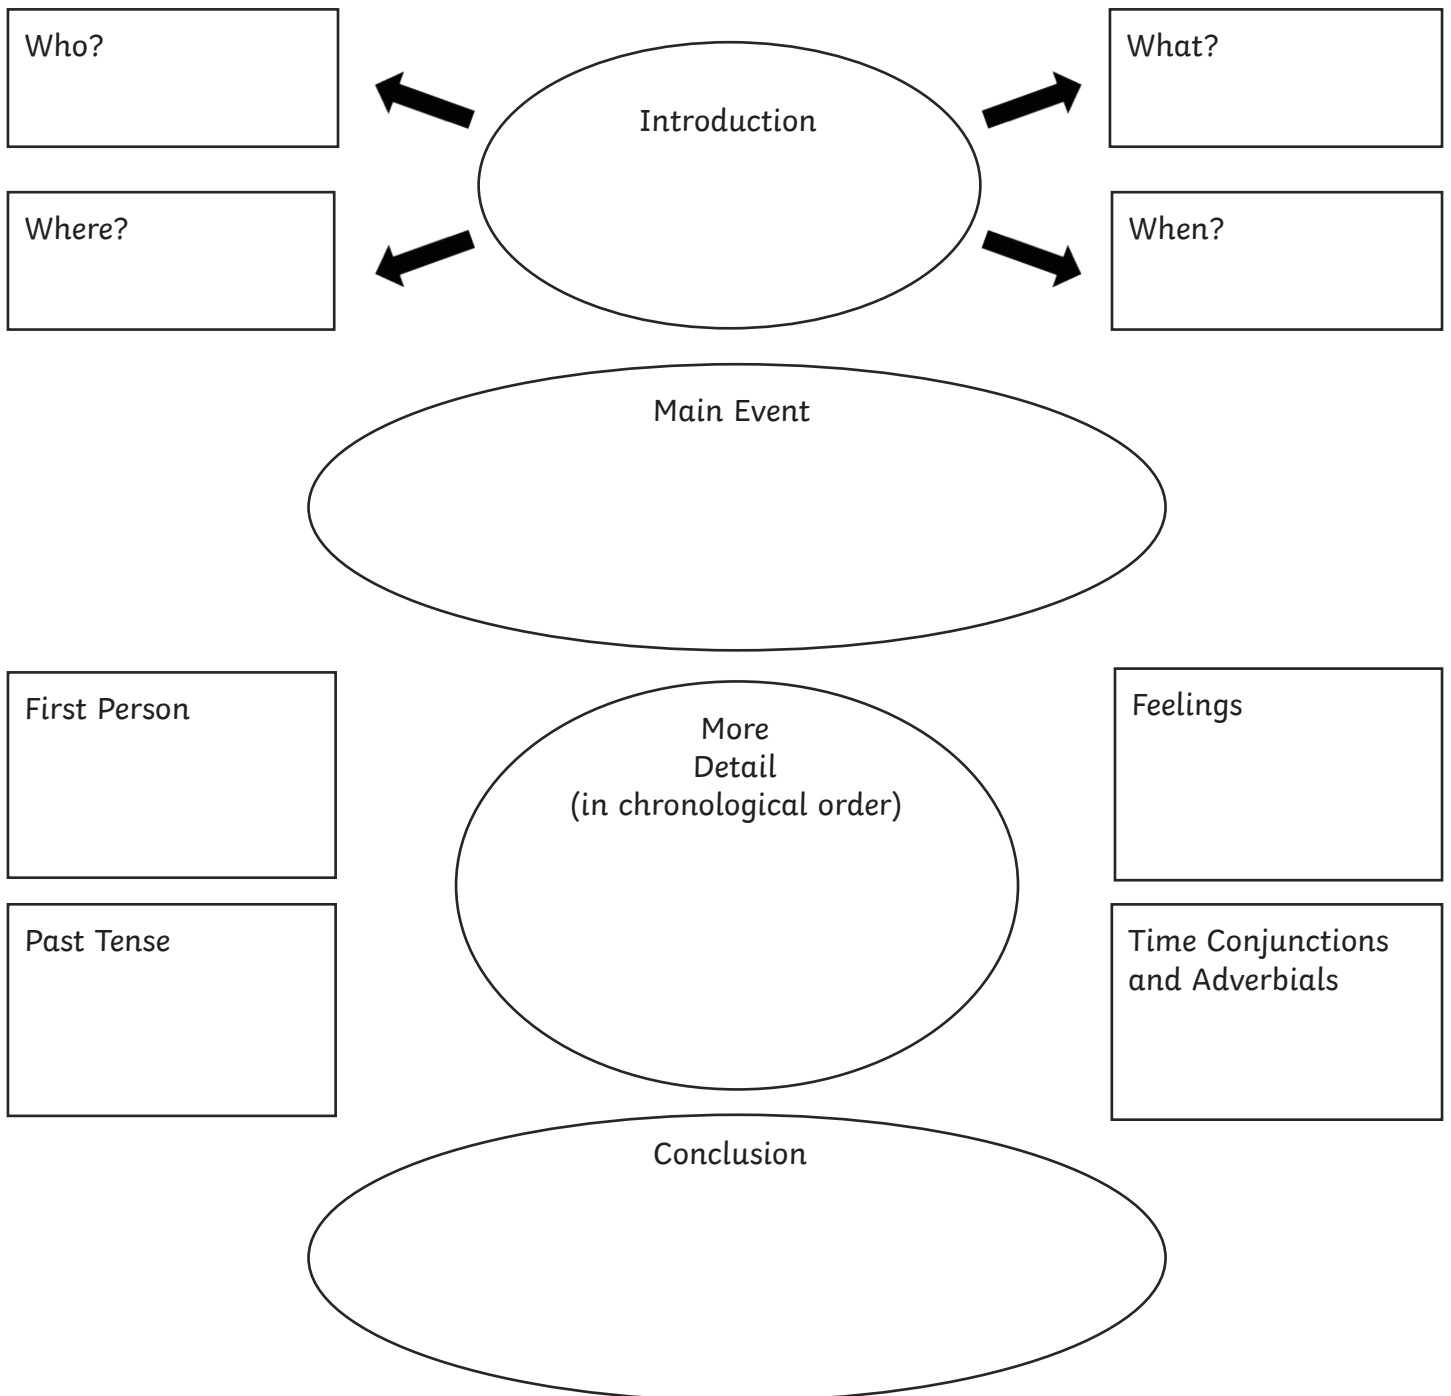 Who?
Introduction
What?
Where?
When?
Main Event
First Person
More
Detail
(in chronological order)
Feelings
Past Tense
Time Conjunctions
and Adverbials
Conclusion